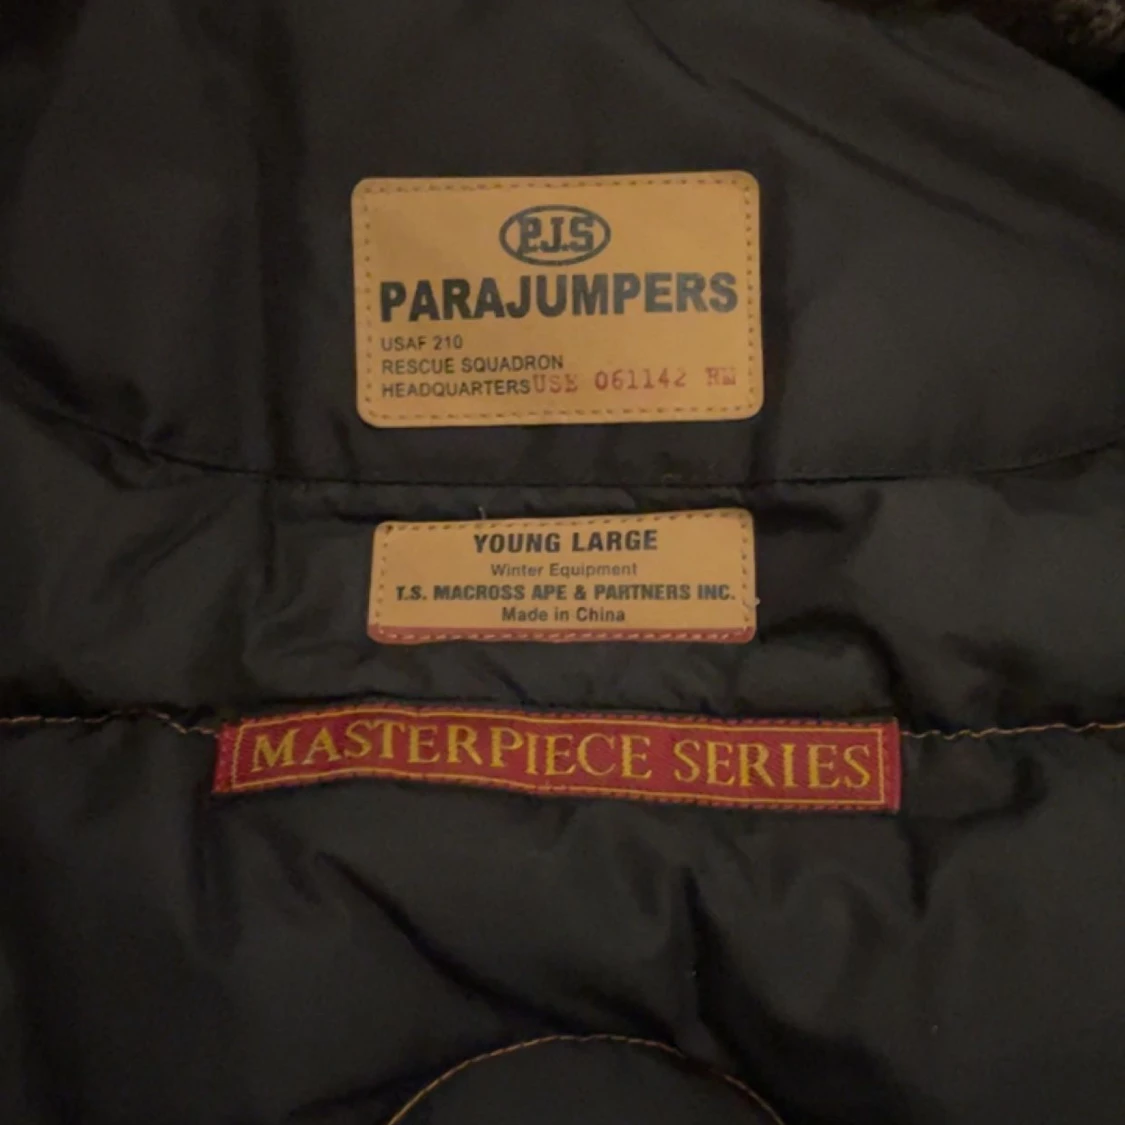 P.J.S
PARAJUMPERS
USAF 210
RESCUE SQUADRON
HEADQUARTERS USE 061142
YOUNG LARGE
Winter Equipment
T.S. MACROSS APE & PARTNERS INC.
Made in China
MASTERPIECE SERIES